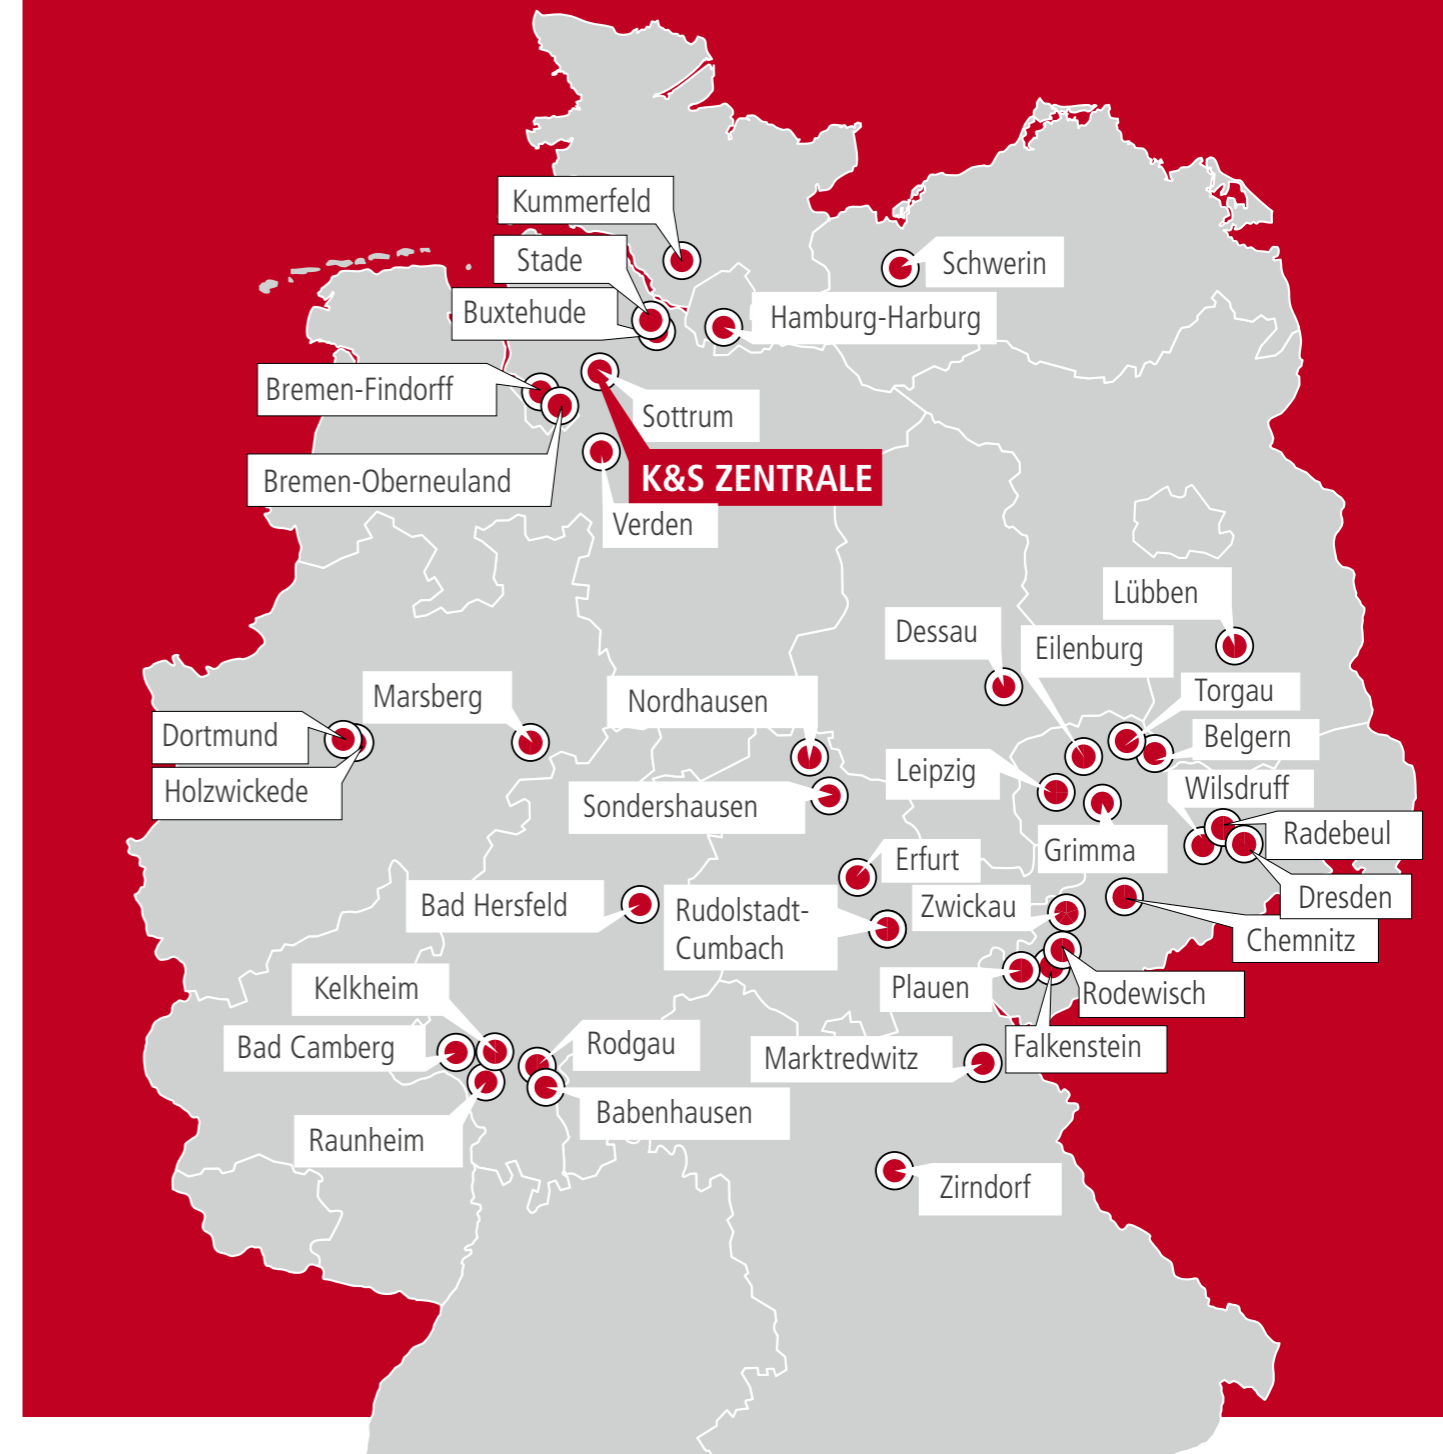 Kummerfeld
Stade
Schwerin
Buxtehude
Hamburg-Harburg
Bremen-Findorff
Sottrum
Bremen-Oberneuland
K&S ZENTRALE
Verden
Lübben
Dessau
Eilenburg
Marsberg
Nordhausen
Torgau
Dortmund
Belgern
Leipzig
Holzwickede
Sondershausen
Wilsdruff
Radebeul
Erfurt
Grimma
Dresden
Bad Hersfeld
Rudolstadt-
Cumbach
Zwickau
Chemnitz
Kelkheim
Plauen
Rodewisch
Bad Camberg
Rodgau
Marktredwitz
Falkenstein
Babenhausen
Raunheim
Zirndorf